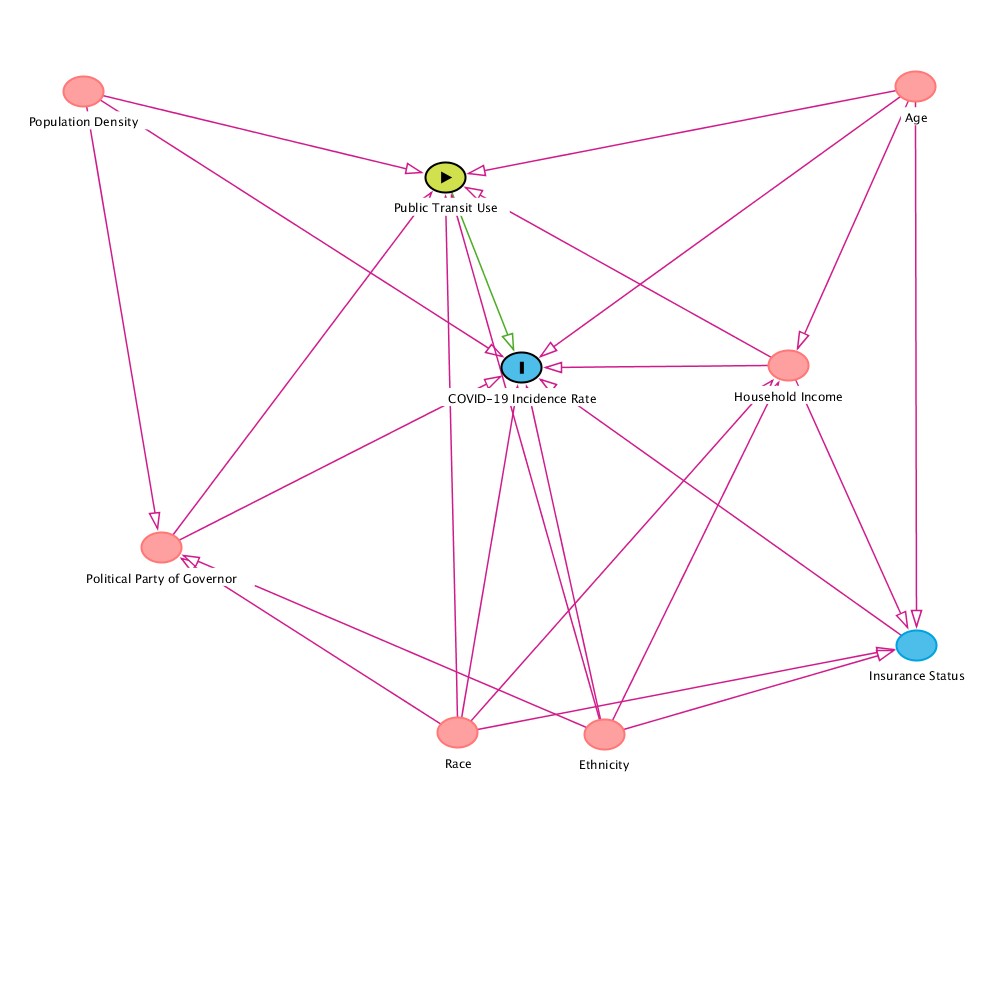 Population Density
Age
Public Transit Use
COVID-19 Incidence Rate
Household Income
Political Party of Governor
Insurance Status
Race
Ethnicity